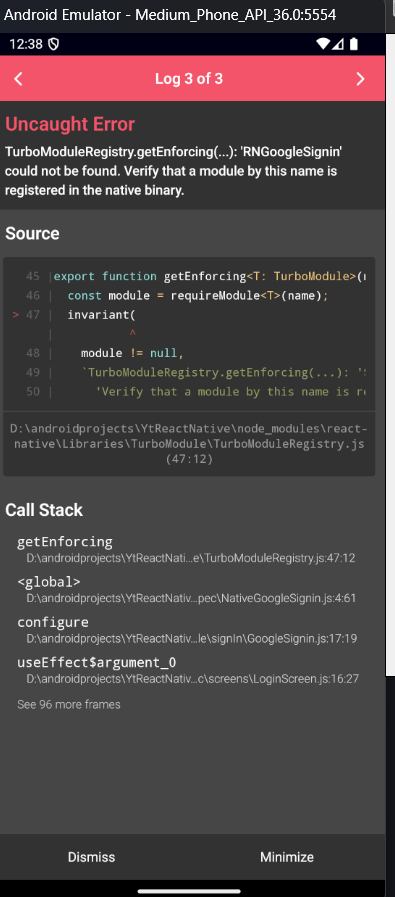 Android Emulator - Medium_Phone_API_36.0:5554
12:38
Log 3 of 3
Uncaught Error
TurboModuleRegistry.getEnforcing(...): 'RNGoogleSignin'
could not be found. Verify that a module by this name is
registered in the native binary.
Source
45 |export function getEnforcing<T: TurboModule>(
46 |  const module = requireModule<T>(name);
> 47 |  invariant(
|          ^
48 |    module != null,
49 |    `TurboModuleRegistry.getEnforcing(...): '
50 |      'Verify that a module by this name is re
D:\androidprojects\YtReactNative\node_modules\react-
native\Libraries\TurboModule\TurboModuleRegistry.js
(47:12)
Call Stack
getEnforcing
D:\androidprojects\YtReactNati...e\TurboModuleRegistry.js:47:12
<global>
D:\androidprojects\YtReactNativ...pec\NativeGoogleSignin.js:4:61
configure
D:\androidprojects\YtReactNativ...le\signIn\GoogleSignin.js:17:19
useEffect$argument_0
D:\androidprojects\YtReactNativ...c\screens\LoginScreen.js:16:27
See 96 more frames
Dismiss
Minimize